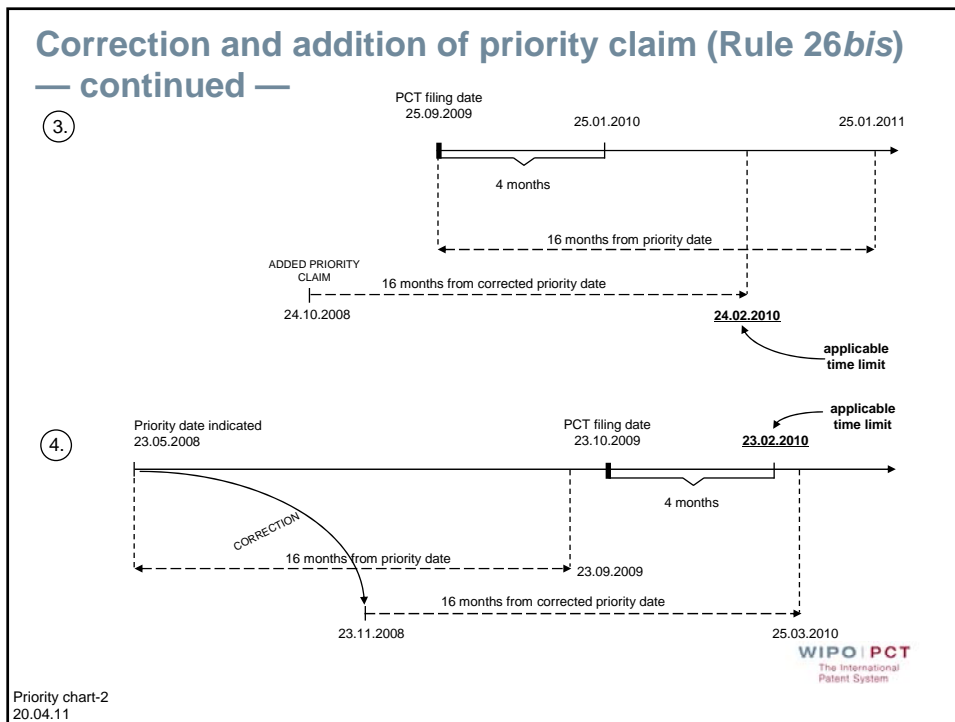 Correction and addition of priority claim (Rule 26bis)
— continued —
3.
PCT filing date
25.09.2009
25.01.2010
25.01.2011
4 months
16 months from priority date
ADDED PRIORITY
CLAIM
16 months from corrected priority date
24.10.2008
24.02.2010
applicable
time limit
4.
Priority date indicated
23.05.2008
PCT filing date
23.10.2009
23.02.2010
applicable
time limit
4 months
CORRECTION
16 months from priority date
23.09.2009
16 months from corrected priority date
23.11.2008
25.03.2010
WIPO|PCT
The International
Patent System
Priority chart-2
20.04.11